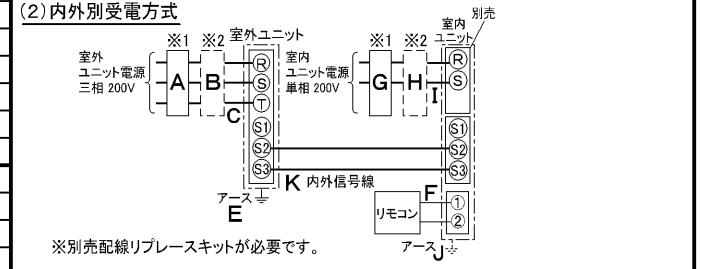 (2)内外別受電方式
※1 ※2 室外ユニット
室外
ユニット電源
三相 200V
A B C
R
S
T
S1
S2
S3
アース
E
K 内外信号線
※1 ※2
室内
ユニット
別売
室内
ユニット電源
単相 200V
G H I
R
S
S1
S2
S3
リモコン
F
①
②
アース J
※別売配線リプレースキットが必要です。